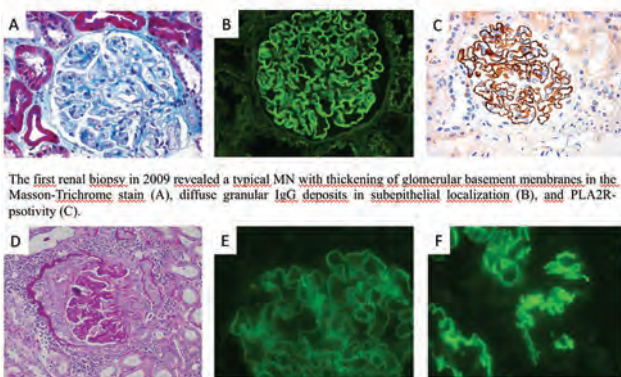 A
B
C
The first renal biopsy in 2009 revealed a typical MN with thickening of glomerular basement membranes in the
Masson-Trichrome stain (A), diffuse granular IgG deposits in subepithelial localization (B), and PLA2R-
psotivity (C).
D
E
F